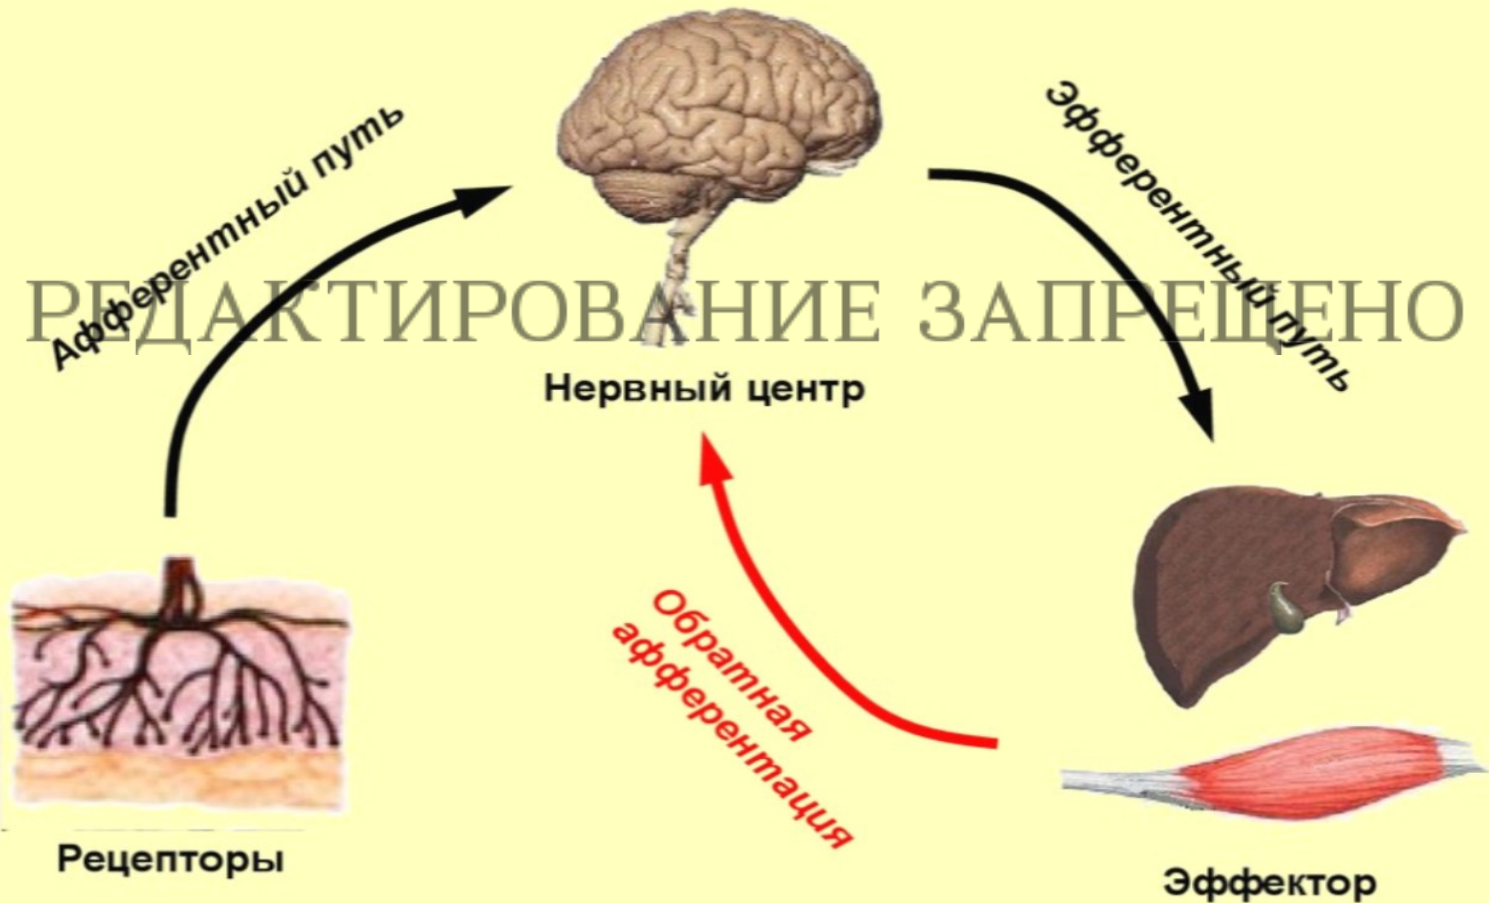 Афферентный путь
Эфферентный путь
РЕДАКТИРОВАНИЕ ЗАПРЕЩЕНО
Нервный центр
Обратная
афферентация
Рецепторы
Эффектор